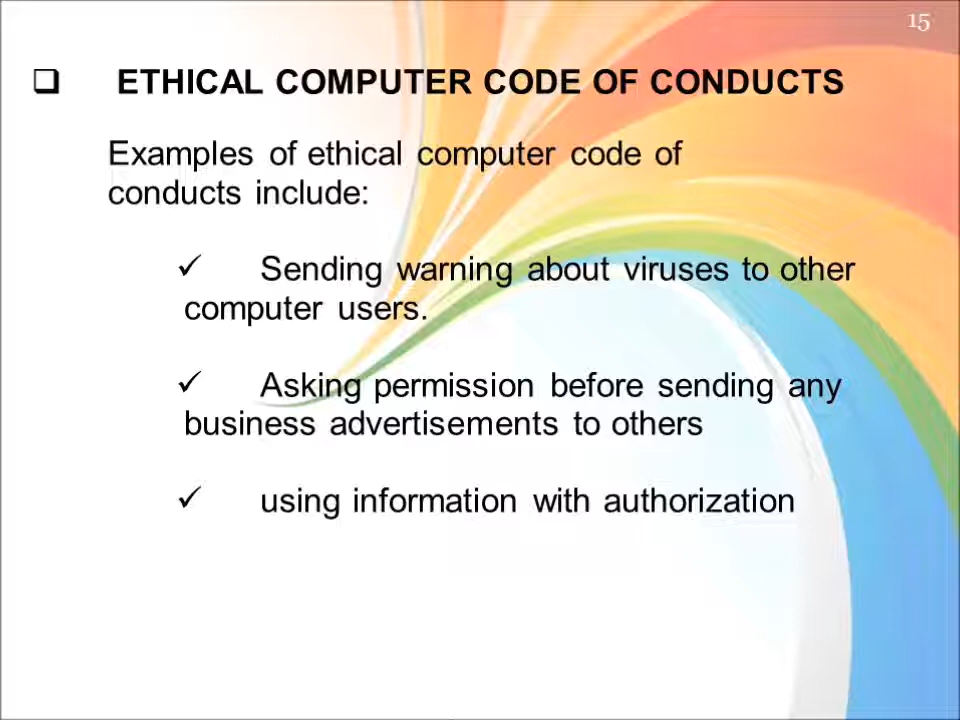 15
❑ ETHICAL COMPUTER CODE OF CONDUCTS
Examples of ethical computer code of
conducts include:
✓ Sending warning about viruses to other
computer users.
✓ Asking permission before sending any
business advertisements to others
✓ using information with authorization